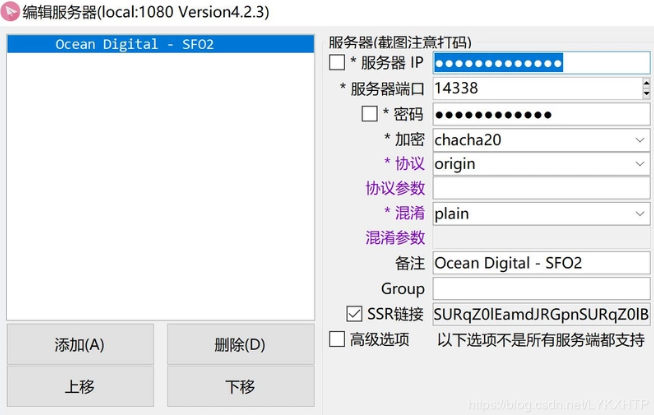 编辑服务器(local:1080 Version4.2.3)
Ocean Digital - SFO2
服务器(截图注意打码)
* 服务器 IP ●●●●●●●●●●●●●
* 服务器端口 14338
* 密码 ●●●●●●●●●●●●
* 加密 chacha20
* 协议 origin
协议参数
* 混淆 plain
混淆参数
备注 Ocean Digital - SFO2
Group
SSR链接 SURqZ0lEamdJRGpnSURqZ0lB
高级选项 以下选项不是所有服务端都支持
添加(A) 删除(D)
上移 下移
https://blog.csdn.net/LYKXHTP